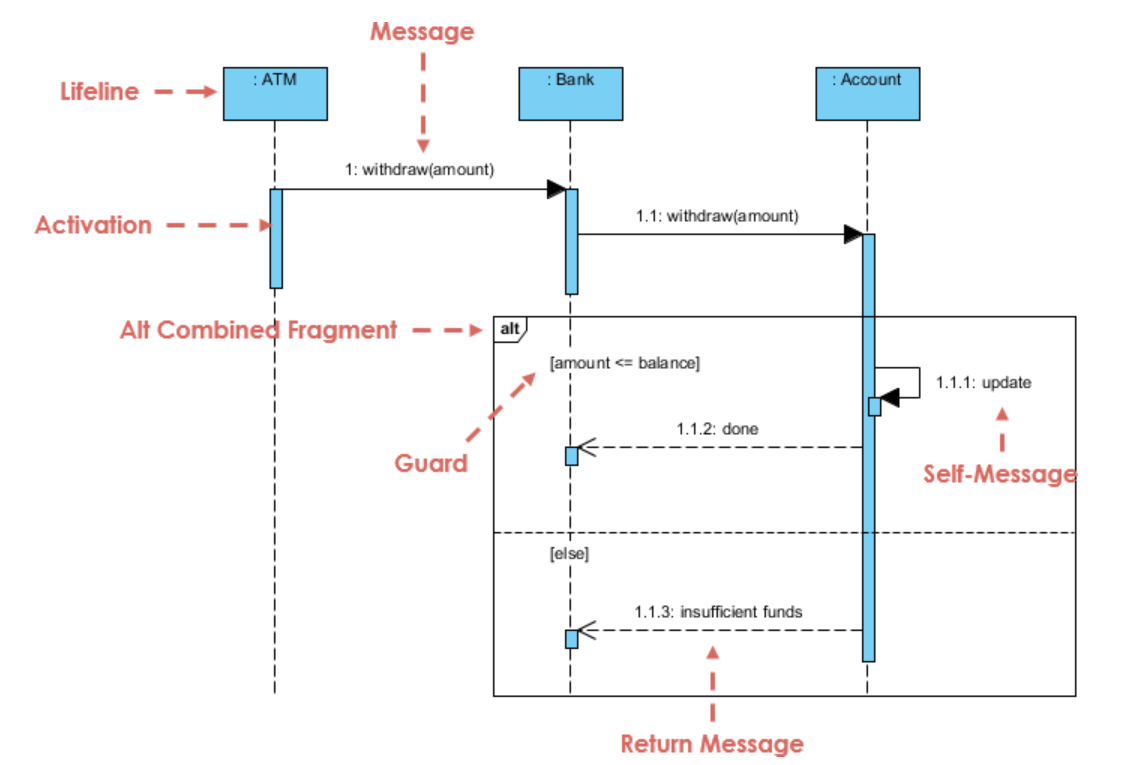 Message
: ATM
: Bank
: Account
Lifeline
1: withdraw(amount)
1.1: withdraw(amount)
Activation
Alt Combined Fragment
alt
[amount <= balance]
1.1.1: update
1.1.2: done
Guard
Self-Message
[else]
1.1.3: insufficient funds
Return Message